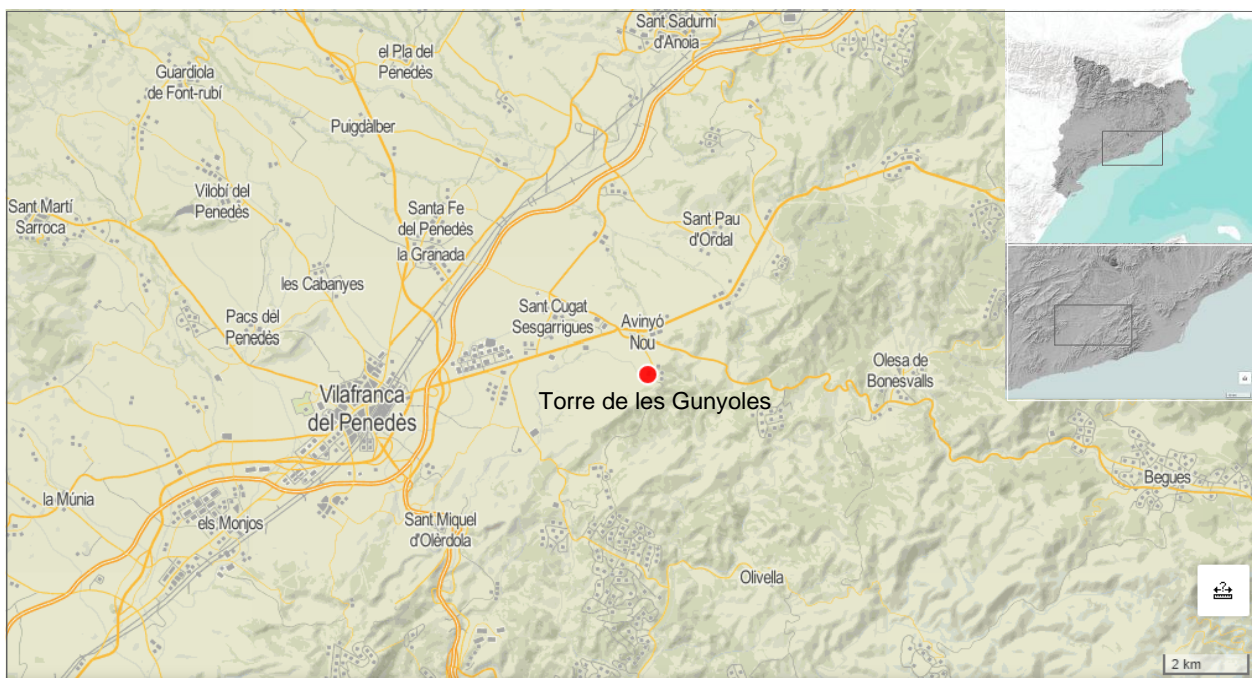 Sant Sadurní
d'Anoia
el Pla del
Penedès
Guardiola
de Font-rubí
Puigdàlber
Vilobí del
Penedès
Sant Martí
Sarroca
Santa Fe
del Penedès
la Granada
Sant Pau
d'Ordal
les Cabanyes
Pacs del
Penedès
Sant Cugat
Sesgarrigues
Avinyó
Nou
Olesa de
Bonesvalls
Vilafranca
del Penedès
Torre de les Gunyoles
la Múnia
els Monjos
Sant Miquel
d'Olèrdola
Begues
Olivella
?
2 km